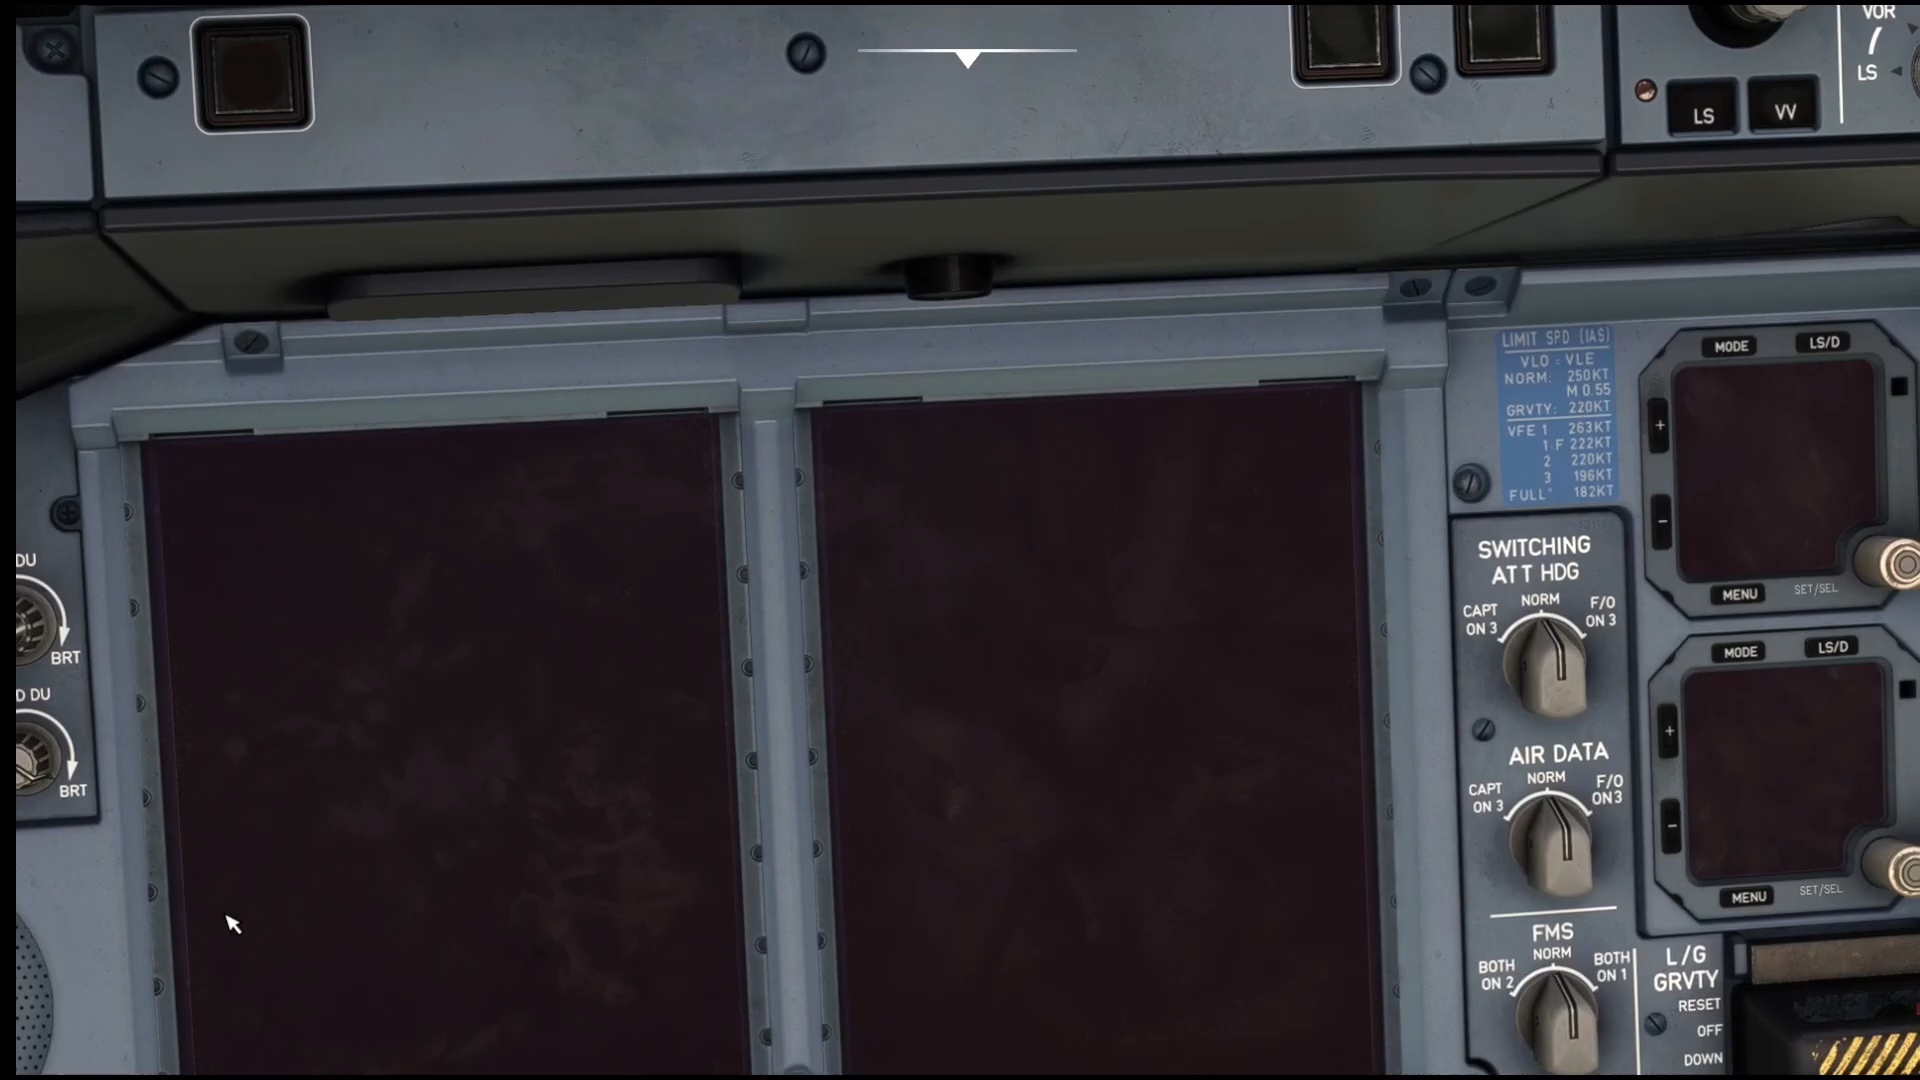 VOR
LS
LS
VV
LIMIT SPD (IAS)
VLO = VLE
NORM: 250KT
M 0.55
GRVTY: 220KT
VFE 1 263KT
1+F 222KT
2 220KT
3 196KT
FULL 182KT
MODE LS/D
+
-
MENU SET/SEL
SWITCHING
ATT HDG
CAPT
ON 3
NORM
F/O
ON 3
MODE LS/D
+
-
MENU SET/SEL
AIR DATA
CAPT
ON 3
NORM
F/O
ON3
FMS
BOTH
ON 2
NORM
BOTH
ON 1
L/G
GRVTY
RESET
OFF
DOWN
DU
BRT
D DU
BRT